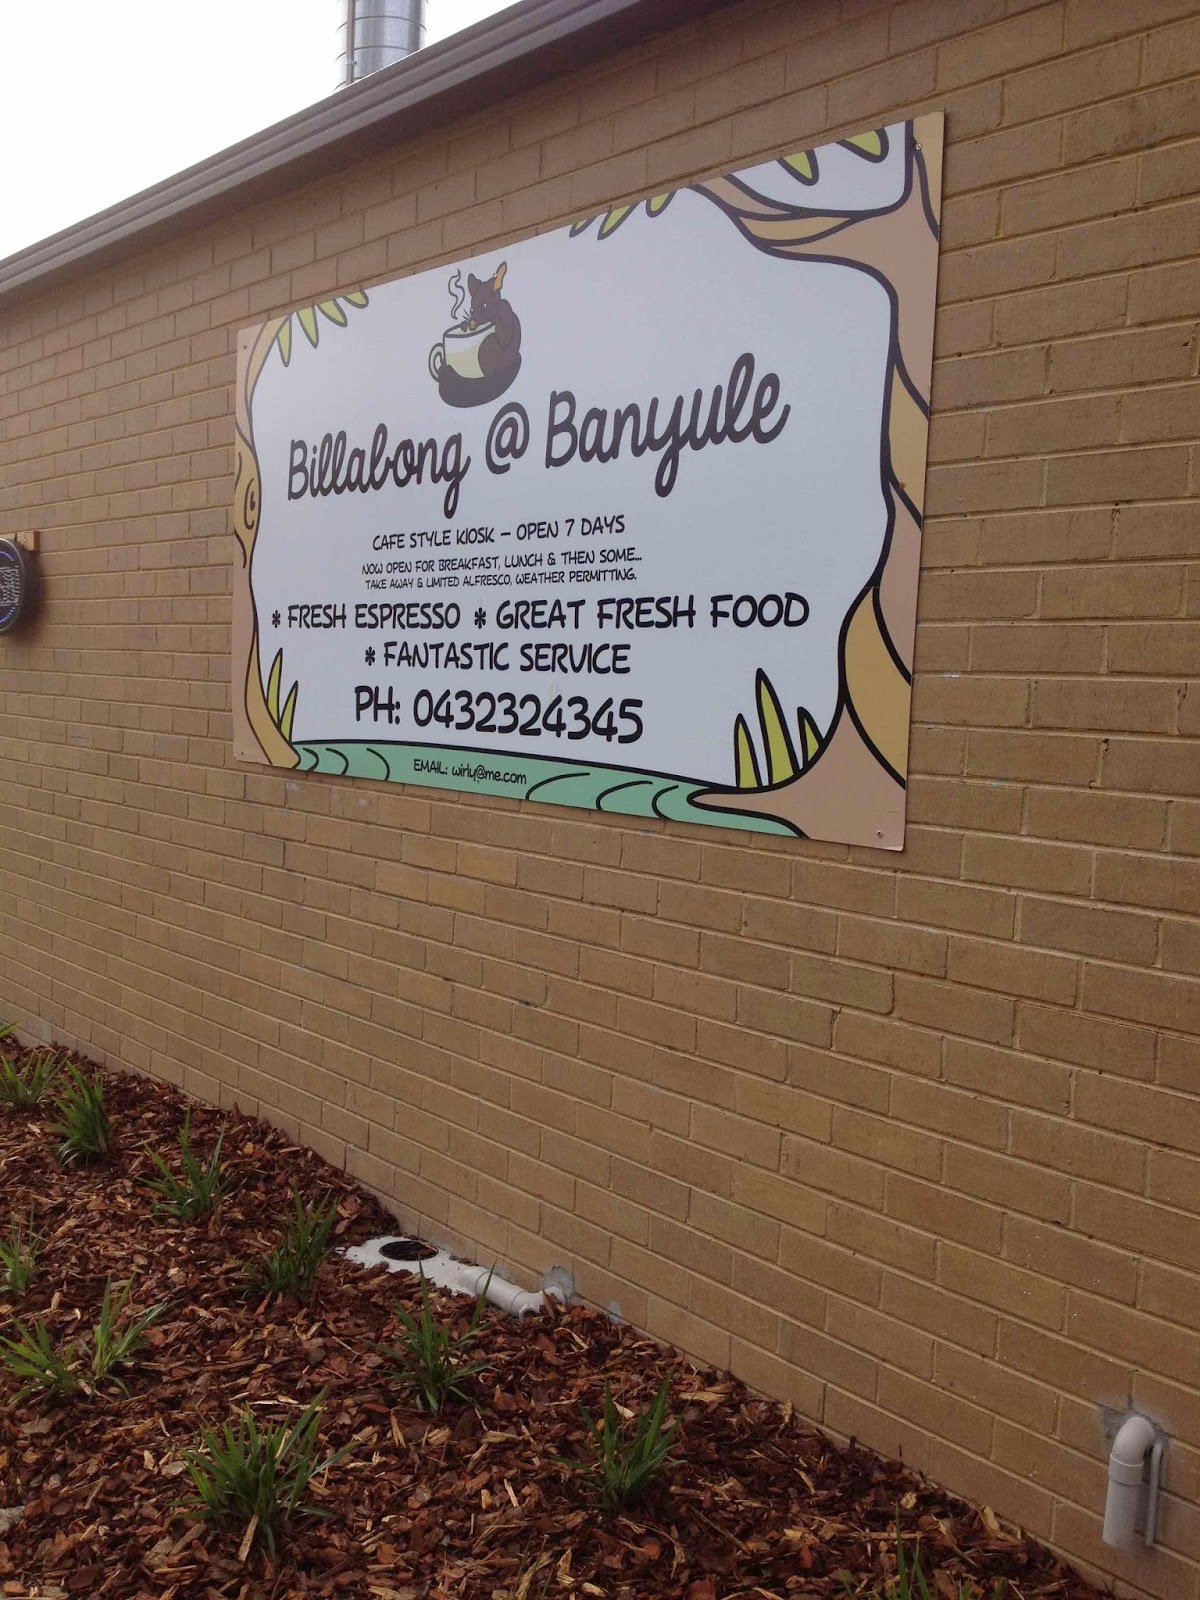 Billabong @ Banyule
CAFE STYLE KIOSK – OPEN 7 DAYS
NOW OPEN FOR BREAKFAST, LUNCH & THEN SOME...
TAKE AWAY & LIMITED ALFRESCO, WEATHER PERMITTING.
* FRESH ESPRESSO * GREAT FRESH FOOD
* FANTASTIC SERVICE
PH: 0432324345
EMAIL: wirly@me.com